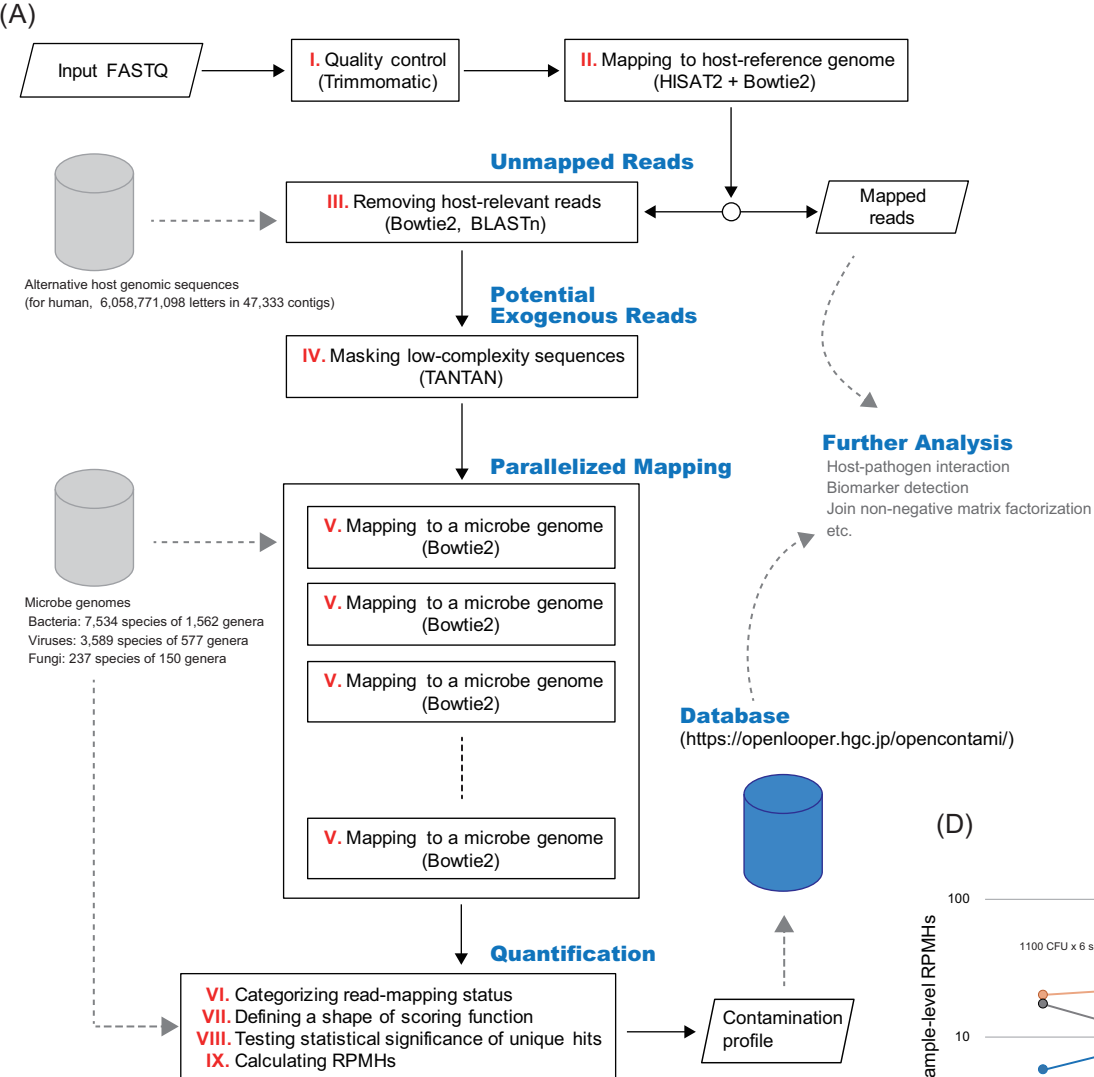 (A)
Input FASTQ
I. Quality control
(Trimmomatic)
II. Mapping to host-reference genome
(HISAT2 + Bowtie2)
Unmapped Reads
III. Removing host-relevant reads
(Bowtie2, BLASTn)
Mapped
reads
Alternative host genomic sequences
(for human, 6,058,771,098 letters in 47,333 contigs)
Potential
Exogenous Reads
IV. Masking low-complexity sequences
(TANTAN)
Further Analysis
Host-pathogen interaction
Biomarker detection
Join non-negative matrix factorization
etc.
Parallelized Mapping
V. Mapping to a microbe genome
(Bowtie2)
V. Mapping to a microbe genome
(Bowtie2)
V. Mapping to a microbe genome
(Bowtie2)
V. Mapping to a microbe genome
(Bowtie2)
Microbe genomes
Bacteria: 7,534 species of 1,562 genera
Viruses: 3,589 species of 577 genera
Fungi: 237 species of 150 genera
Database
(https://openlooper.hgc.jp/opencontami/)
Quantification
VI. Categorizing read-mapping status
VII. Defining a shape of scoring function
VIII. Testing statistical significance of unique hits
IX. Calculating RPMHs
Contamination
profile
(D)
100
1100 CFU x 6 s
10
ample-level RPMHs